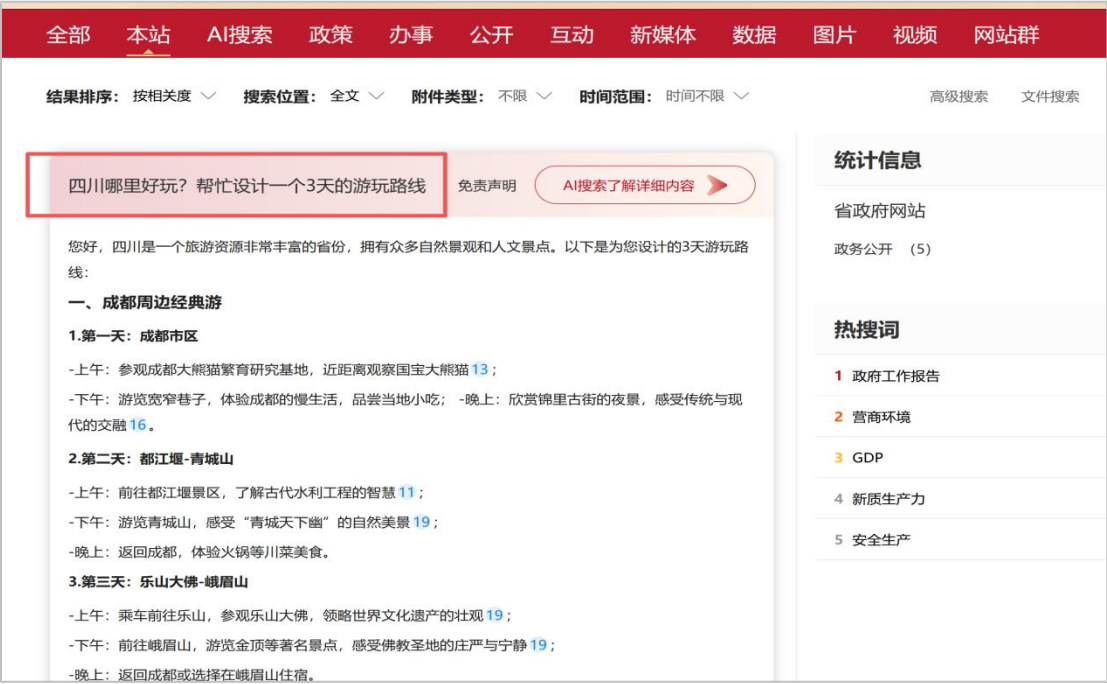 全部 本站 AI搜索 政策 办事 公开 互动 新媒体 数据 图片 视频 网站群
结果排序： 按相关度 搜索位置： 全文 附件类型： 不限 时间范围： 时间不限 高级搜索 文件搜索
四川哪里好玩？帮忙设计一个3天的游玩路线 免责声明 AI搜索了解详细内容
您好，四川是一个旅游资源非常丰富的省份，拥有众多自然景观和人文景点。以下是为您设计的3天游玩路
线：
一、成都周边经典游
1.第一天：成都市区
-上午：参观成都大熊猫繁育研究基地，近距离观察国宝大熊猫13；
-下午：游览宽窄巷子，体验成都的慢生活，品尝当地小吃； -晚上：欣赏锦里古街的夜景，感受传统与现
代的交融16。
2.第二天：都江堰-青城山
-上午：前往都江堰景区，了解古代水利工程的智慧11；
-下午：游览青城山，感受“青城天下幽”的自然美景19；
-晚上：返回成都，体验火锅等川菜美食。
3.第三天：乐山大佛-峨眉山
-上午：乘车前往乐山，参观乐山大佛，领略世界文化遗产的壮观19；
-下午：前往峨眉山，游览金顶等著名景点，感受佛教圣地的庄严与宁静19；
-晚上：返回成都或选择在峨眉山住宿。
统计信息
省政府网站
政务公开 （5）
热搜词
1 政府工作报告
2 营商环境
3 GDP
4 新质生产力
5 安全生产